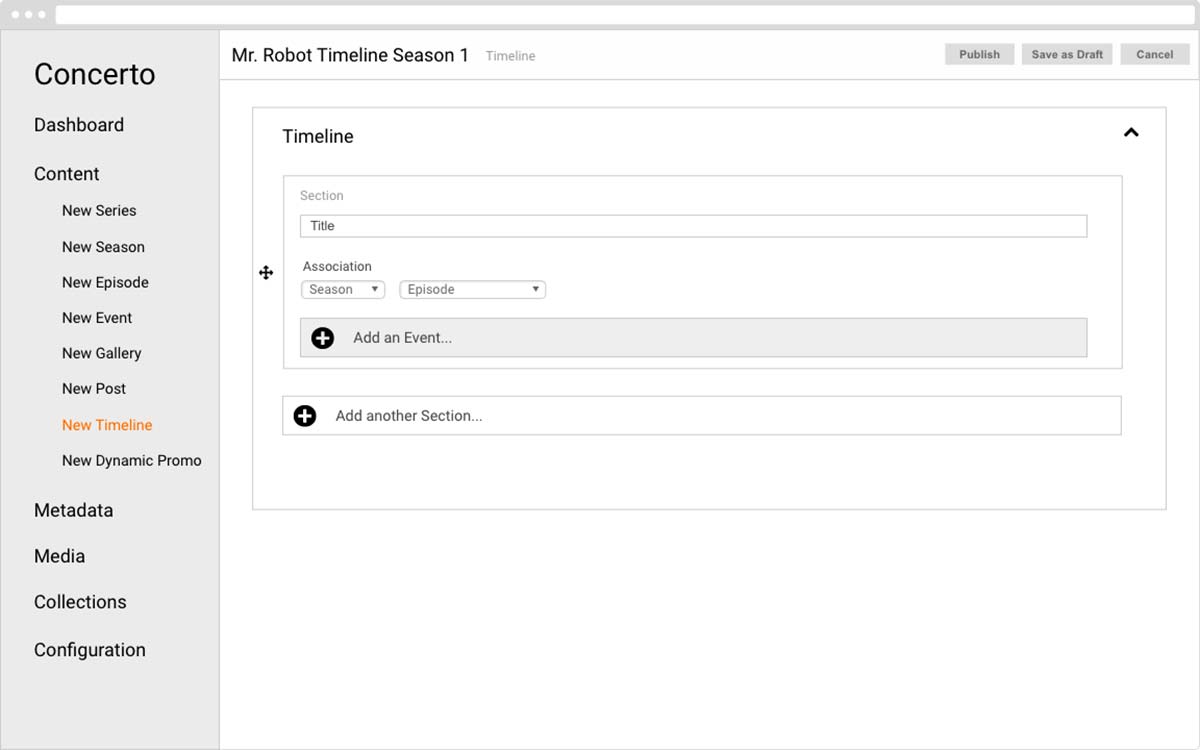 Concerto
Dashboard
Content
New Series
New Season
New Episode
New Event
New Gallery
New Post
New Timeline
New Dynamic Promo
Metadata
Media
Collections
Configuration
Mr. Robot Timeline Season 1 Timeline
Publish Save as Draft Cancel
Timeline
Section
Title
Association
Season Episode
Add an Event...
Add another Section...